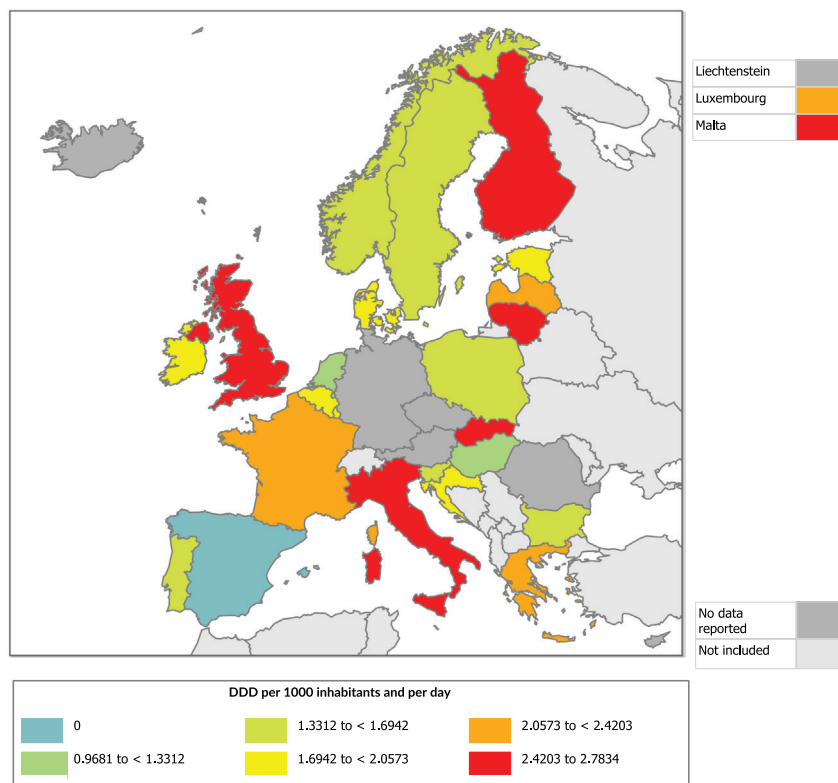 Liechtenstein
Luxembourg
Malta
No data
reported
Not included
DDD per 1000 inhabitants and per day
0
1.3312 to < 1.6942
2.0573 to < 2.4203
0.9681 to < 1.3312
1.6942 to < 2.0573
2.4203 to 2.7834